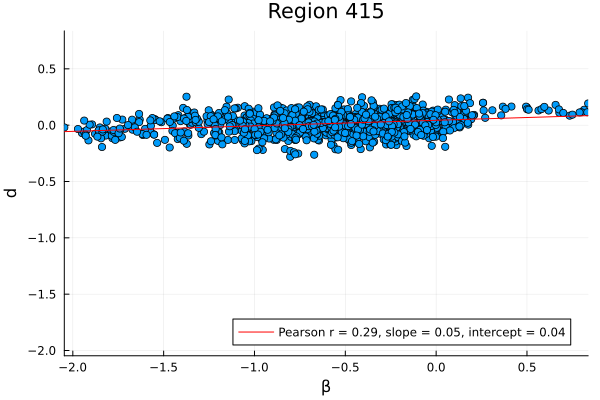 Region 415
d
0.5
0.0
−0.5
−1.0
−1.5
−2.0
Pearson r = 0.29, slope = 0.05, intercept = 0.04
−2.0 −1.5 −1.0 −0.5 0.0 0.5
β